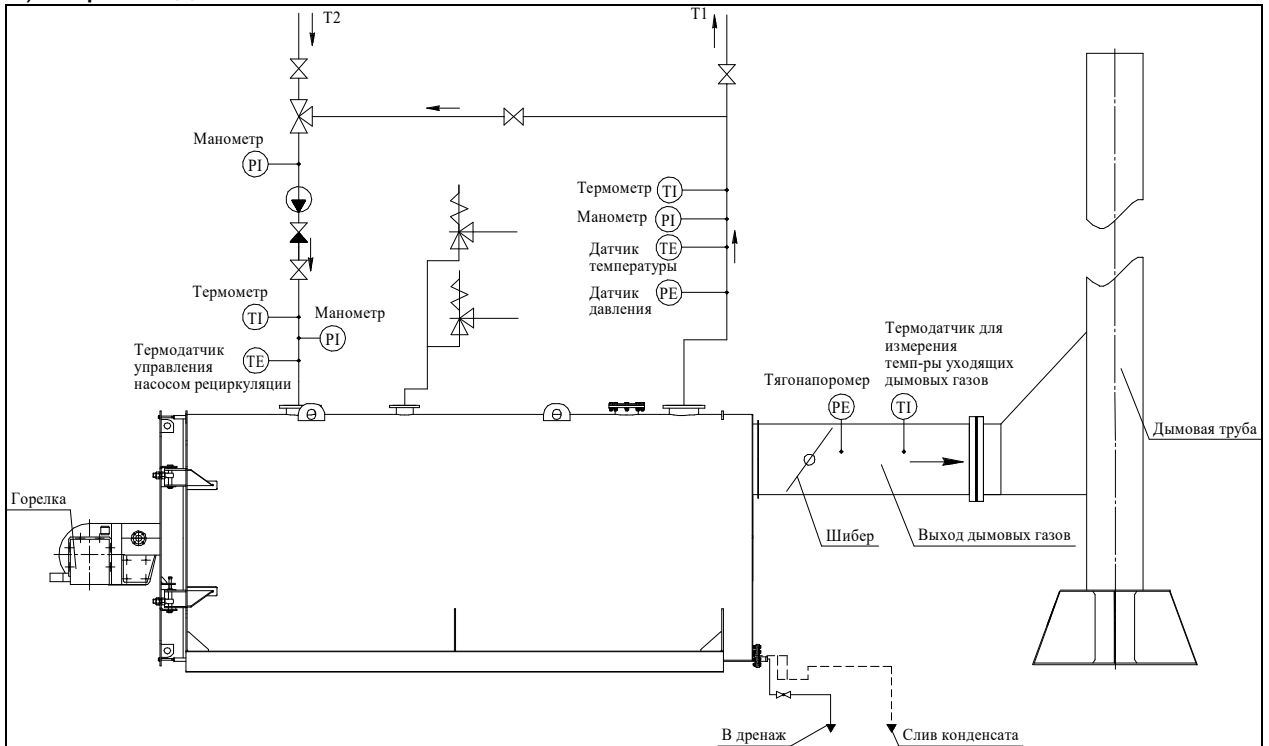 T2
T1
Манометр
PI
Термометр
TI
Манометр
PI
Датчик
температуры
TE
Датчик
давления
PE
Термометр
TI
Манометр
PI
Термодатчик
управления
насосом рециркуляции
TE
Термодатчик для
измерения
темп-ры уходящих
дымовых газов
Тягонапоромер
PE
TI
Дымовая труба
Горелка
Шибер
Выход дымовых газов
В дренаж
Слив конденсата